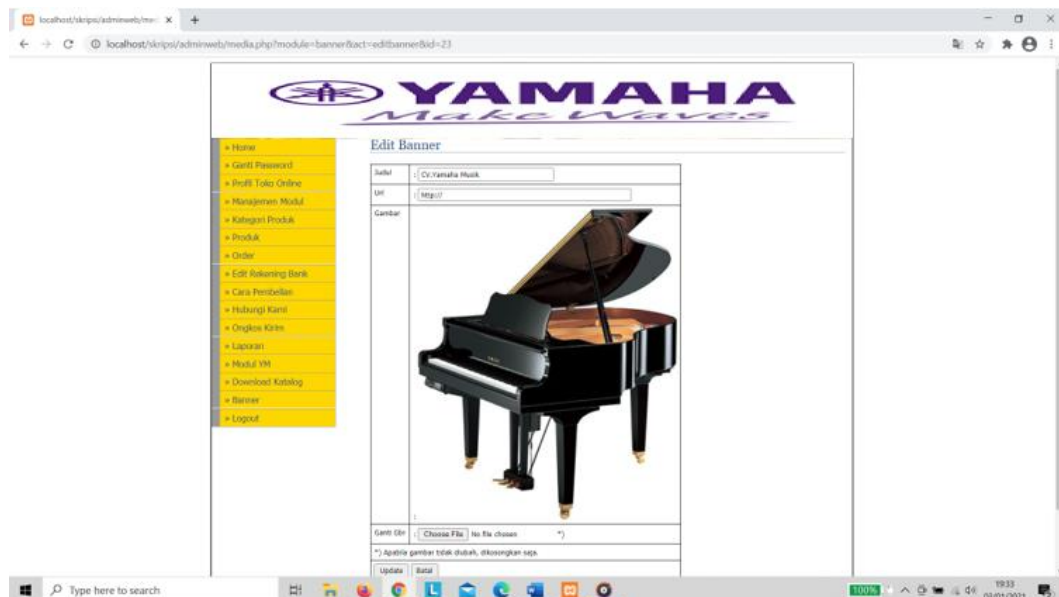 localhost/skripsi/adminweb/me
localhost/skripsi/adminweb/media.php?module=banner&act=editbanner&id=23
YAMAHA
Make Waves
» Home
» Ganti Password
» Profil Toko Online
» Manajemen Modul
» Kategori Produk
» Produk
» Order
» Edit Rekening Bank
» Cara Pembelian
» Hubungi Kami
» Ongkos Kirim
» Laporan
» Modul YM
» Download Katalog
» Banner
» Logout
Edit Banner
Judul : CV.Yamaha Musik
Url : http://
Gambar
:
Ganti Gbr : Choose File No file chosen *)
*) Apabila gambar tidak diubah, dikosongkan saja.
Update Batal
Type here to search
100%
19:33
03/01/2021